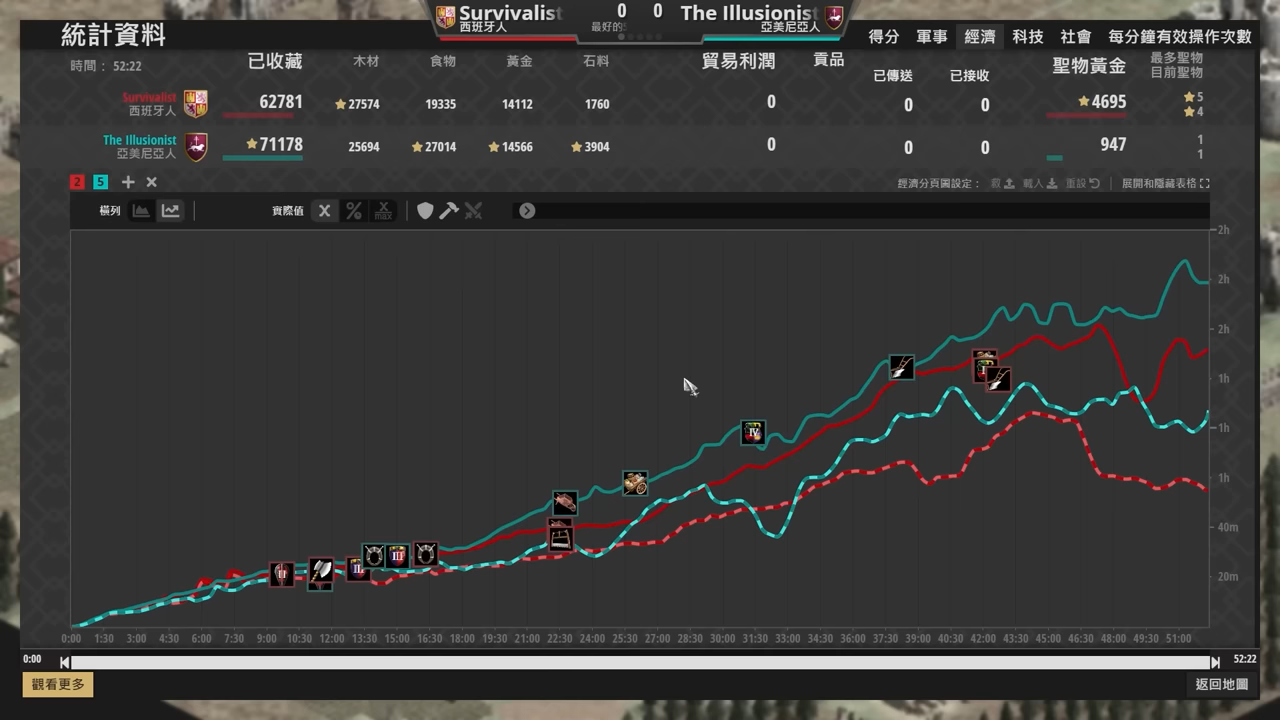 Survivalist 0 0 The Illusionist
西班牙人 最好的 亞美尼亞人
統計資料
得分 軍事 經濟 科技 社會 每分鐘有效操作次數
時間： 52:22
已收藏 木材 食物 黃金 石料 貿易利潤 貢品 已傳送 已接收 聖物黃金 最多聖物
目前聖物
Survivalist
西班牙人
62781 27574 19335 14112 1760 0 0 0 4695 5
4
The Illusionist
亞美尼亞人
71178 25694 27014 14566 3904 0 0 0 947 1
1
2 5
經濟分頁圖設定： 載入 重設 展開和隱藏表格
橫列 實際值 X % X
max
2h
2h
2h
1h
1h
1h
40m
20m
II III II III IV
0:00 1:30 3:00 4:30 6:00 7:30 9:00 10:30 12:00 13:30 15:00 16:30 18:00 19:30 21:00 22:30 24:00 25:30 27:00 28:30 30:00 31:30 33:00 34:30 36:00 37:30 39:00 40:30 42:00 43:30 45:00 46:30 48:00 49:30 51:00
0:00 52:22
觀看更多 返回地圖